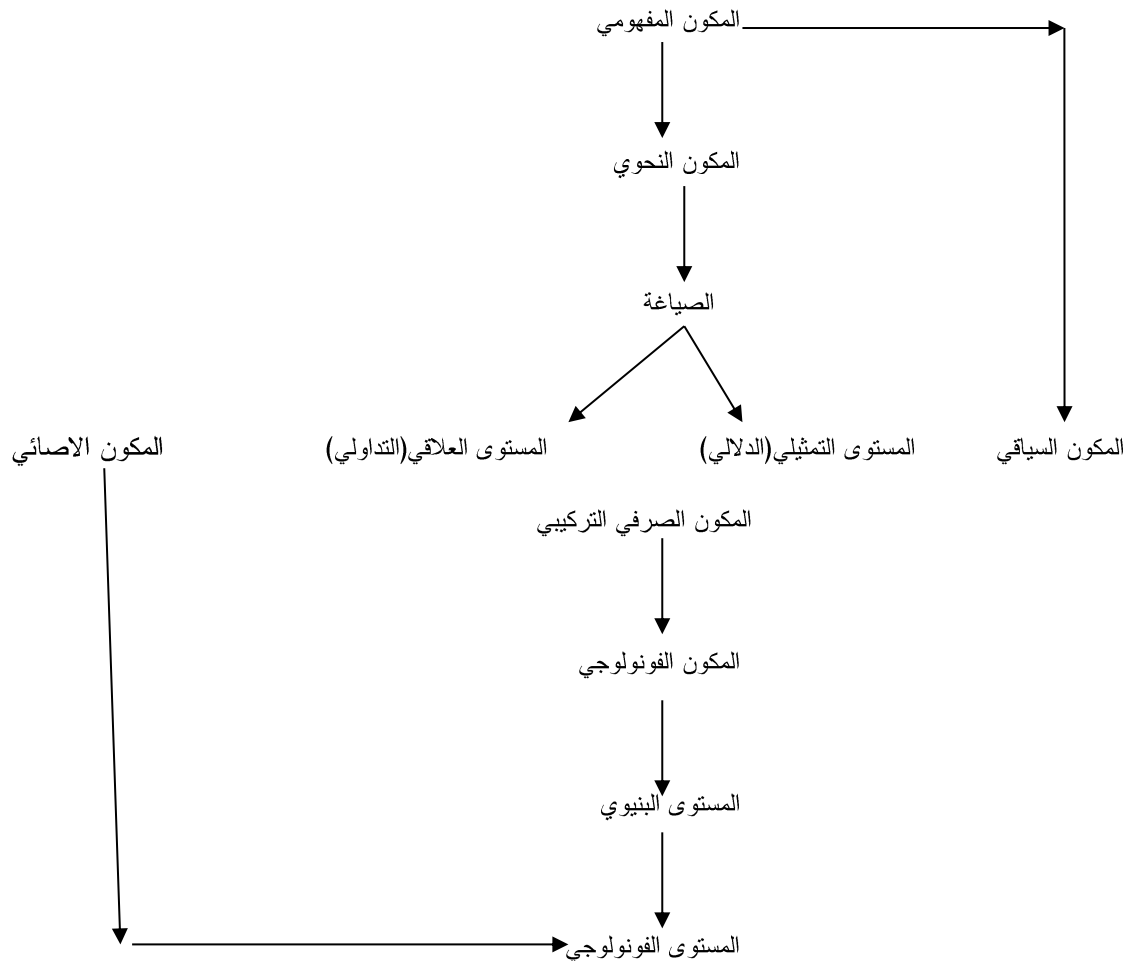 المكون المفهومي
المكون النحوي
الصياغة
المكون السياقي
المستوى التمثيلي(الدلالي)
المستوى العلاقي(التداولي)
المكون الاصائي
المكون الصرفي التركيبي
المكون الفونولوجي
المستوى البنيوي
المستوى الفونولوجي